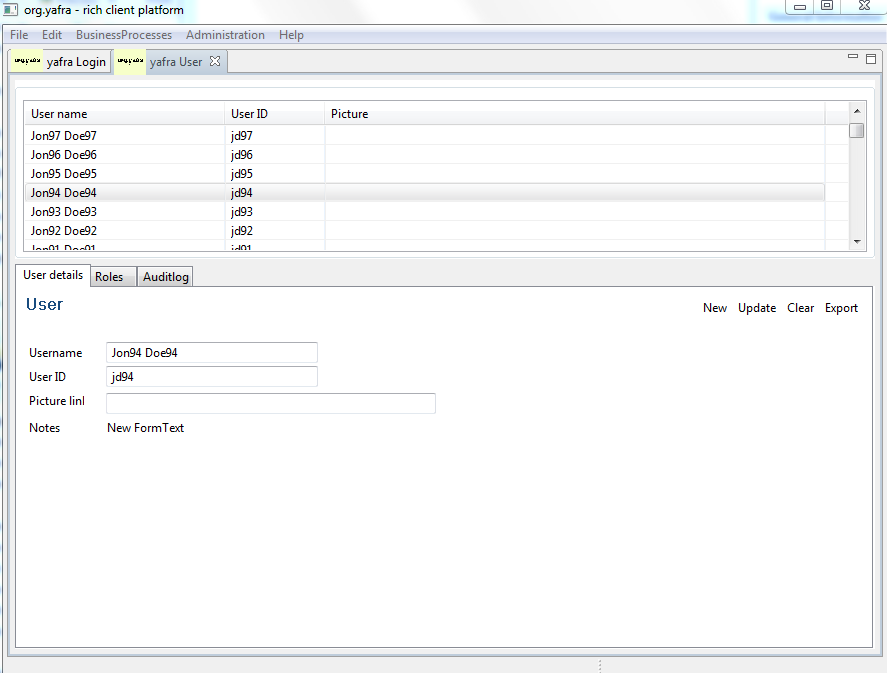 org.yafra - rich client platform
File Edit BusinessProcesses Administration Help
yafra Login yafra User
User name User ID Picture
Jon97 Doe97 jd97
Jon96 Doe96 jd96
Jon95 Doe95 jd95
Jon94 Doe94 jd94
Jon93 Doe93 jd93
Jon92 Doe92 jd92
Jon91 Doe91 jd91
User details Roles Auditlog
User
New Update Clear Export
Username Jon94 Doe94
User ID jd94
Picture linl
Notes New FormText